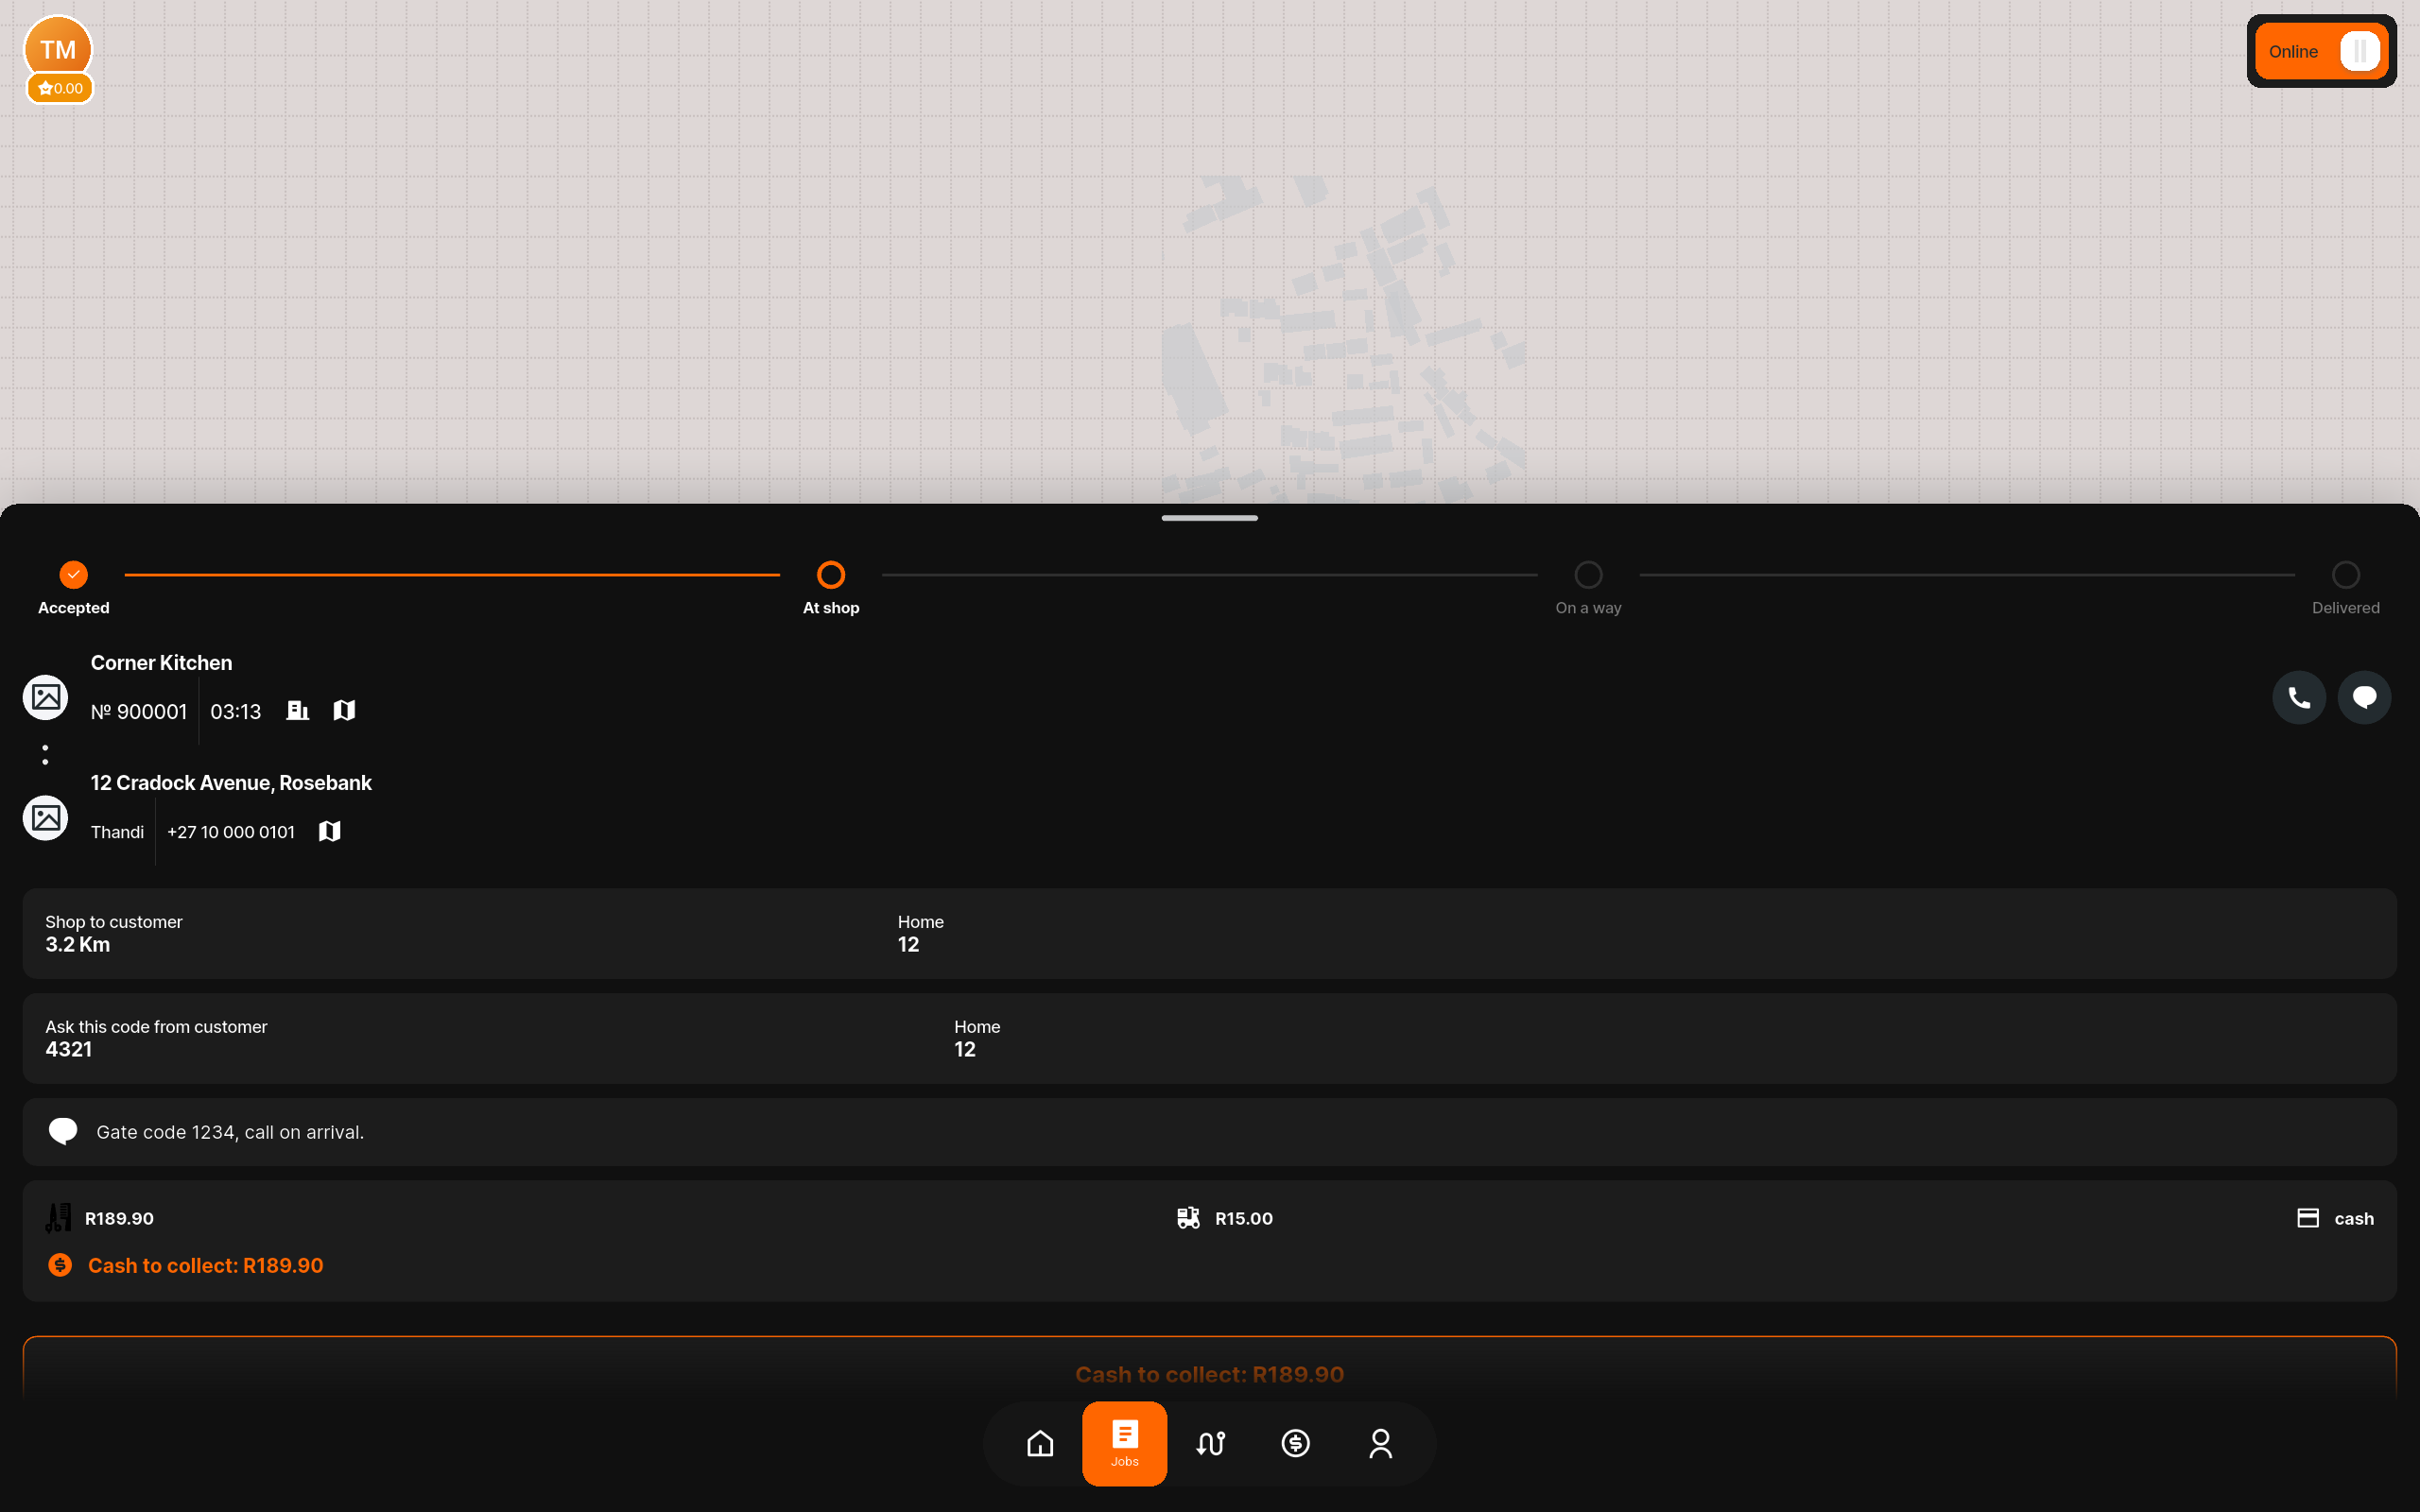 TM
0.00
Online
Accepted
At shop
On a way
Delivered
Corner Kitchen
№ 900001
03:13
12 Cradock Avenue, Rosebank
Thandi
+27 10 000 0101
Shop to customer
3.2 Km
Home
12
Ask this code from customer
4321
Home
12
Gate code 1234, call on arrival.
R189.90
R15.00
cash
Cash to collect: R189.90
Cash to collect: R189.90
Jobs